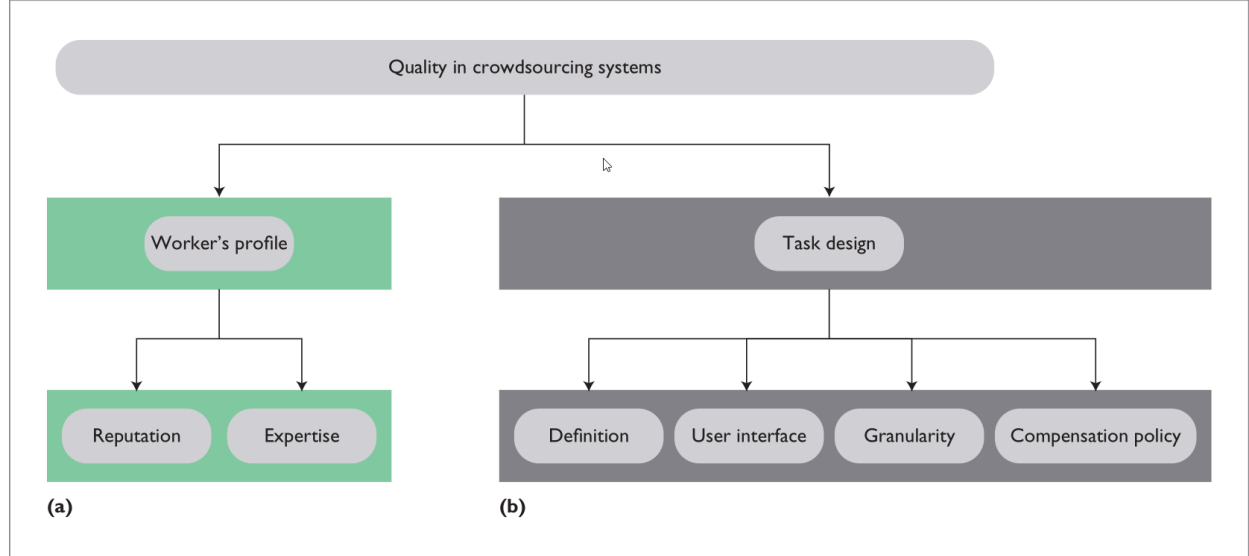 Quality in crowdsourcing systems
Worker's profile
Task design
Reputation
Expertise
Definition
User interface
Granularity
Compensation policy
(a)
(b)